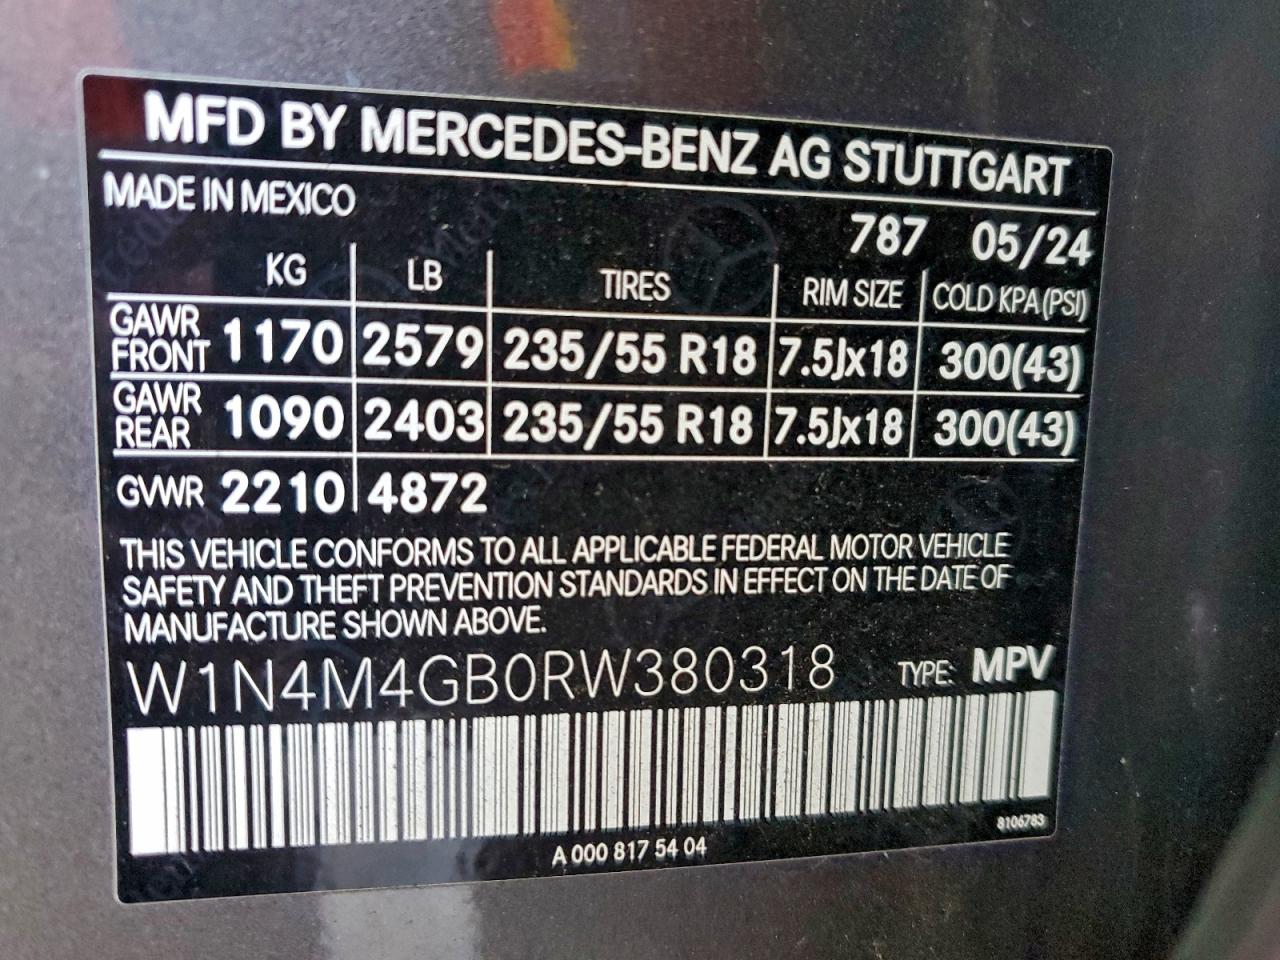 MFD BY MERCEDES-BENZ AG STUTTGART
MADE IN MEXICO
787 05/24
KG LB TIRES RIM SIZE COLD KPA (PSI)
GAWR FRONT 1170 2579 235/55 R18 7.5Jx18 300(43)
GAWR REAR 1090 2403 235/55 R18 7.5Jx18 300(43)
GVWR 2210 4872
THIS VEHICLE CONFORMS TO ALL APPLICABLE FEDERAL MOTOR VEHICLE
SAFETY AND THEFT PREVENTION STANDARDS IN EFFECT ON THE DATE OF
MANUFACTURE SHOWN ABOVE.
W1N4M4GB0RW380318 TYPE: MPV
8106783
A 000 817 54 04